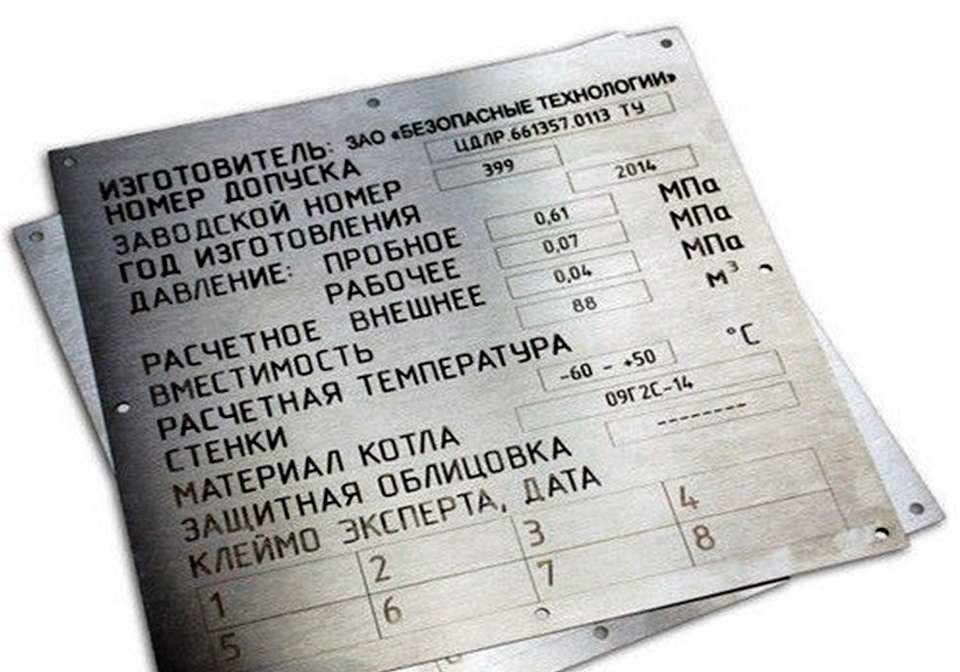 ИЗГОТОВИТЕЛЬ: ЗАО «БЕЗОПАСНЫЕ ТЕХНОЛОГИИ»
НОМЕР ДОПУСКА ЦДЛР.661357.0113 ТУ
ЗАВОДСКОЙ НОМЕР 399
ГОД ИЗГОТОВЛЕНИЯ 2014
ДАВЛЕНИЕ: ПРОБНОЕ 0,61 МПа
РАБОЧЕЕ 0,07 МПа
РАСЧЕТНОЕ ВНЕШНЕЕ 0,04 МПа
ВМЕСТИМОСТЬ 88 м³
РАСЧЕТНАЯ ТЕМПЕРАТУРА
СТЕНКИ -60 - +50 °С
МАТЕРИАЛ КОТЛА 09Г2С-14
ЗАЩИТНАЯ ОБЛИЦОВКА --------
КЛЕЙМО ЭКСПЕРТА, ДАТА
1 2 3 4
5 6 7 8